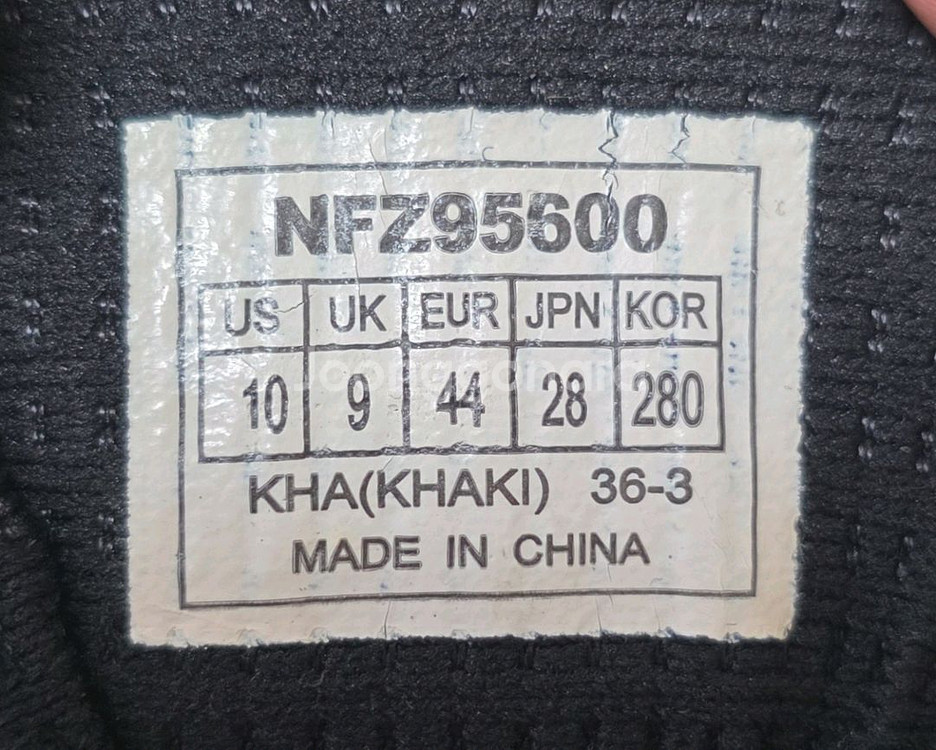 NFZ95600
US UK EUR JPN KOR
10 9 44 28 280
KHA(KHAKI) 36-3
MADE IN CHINA